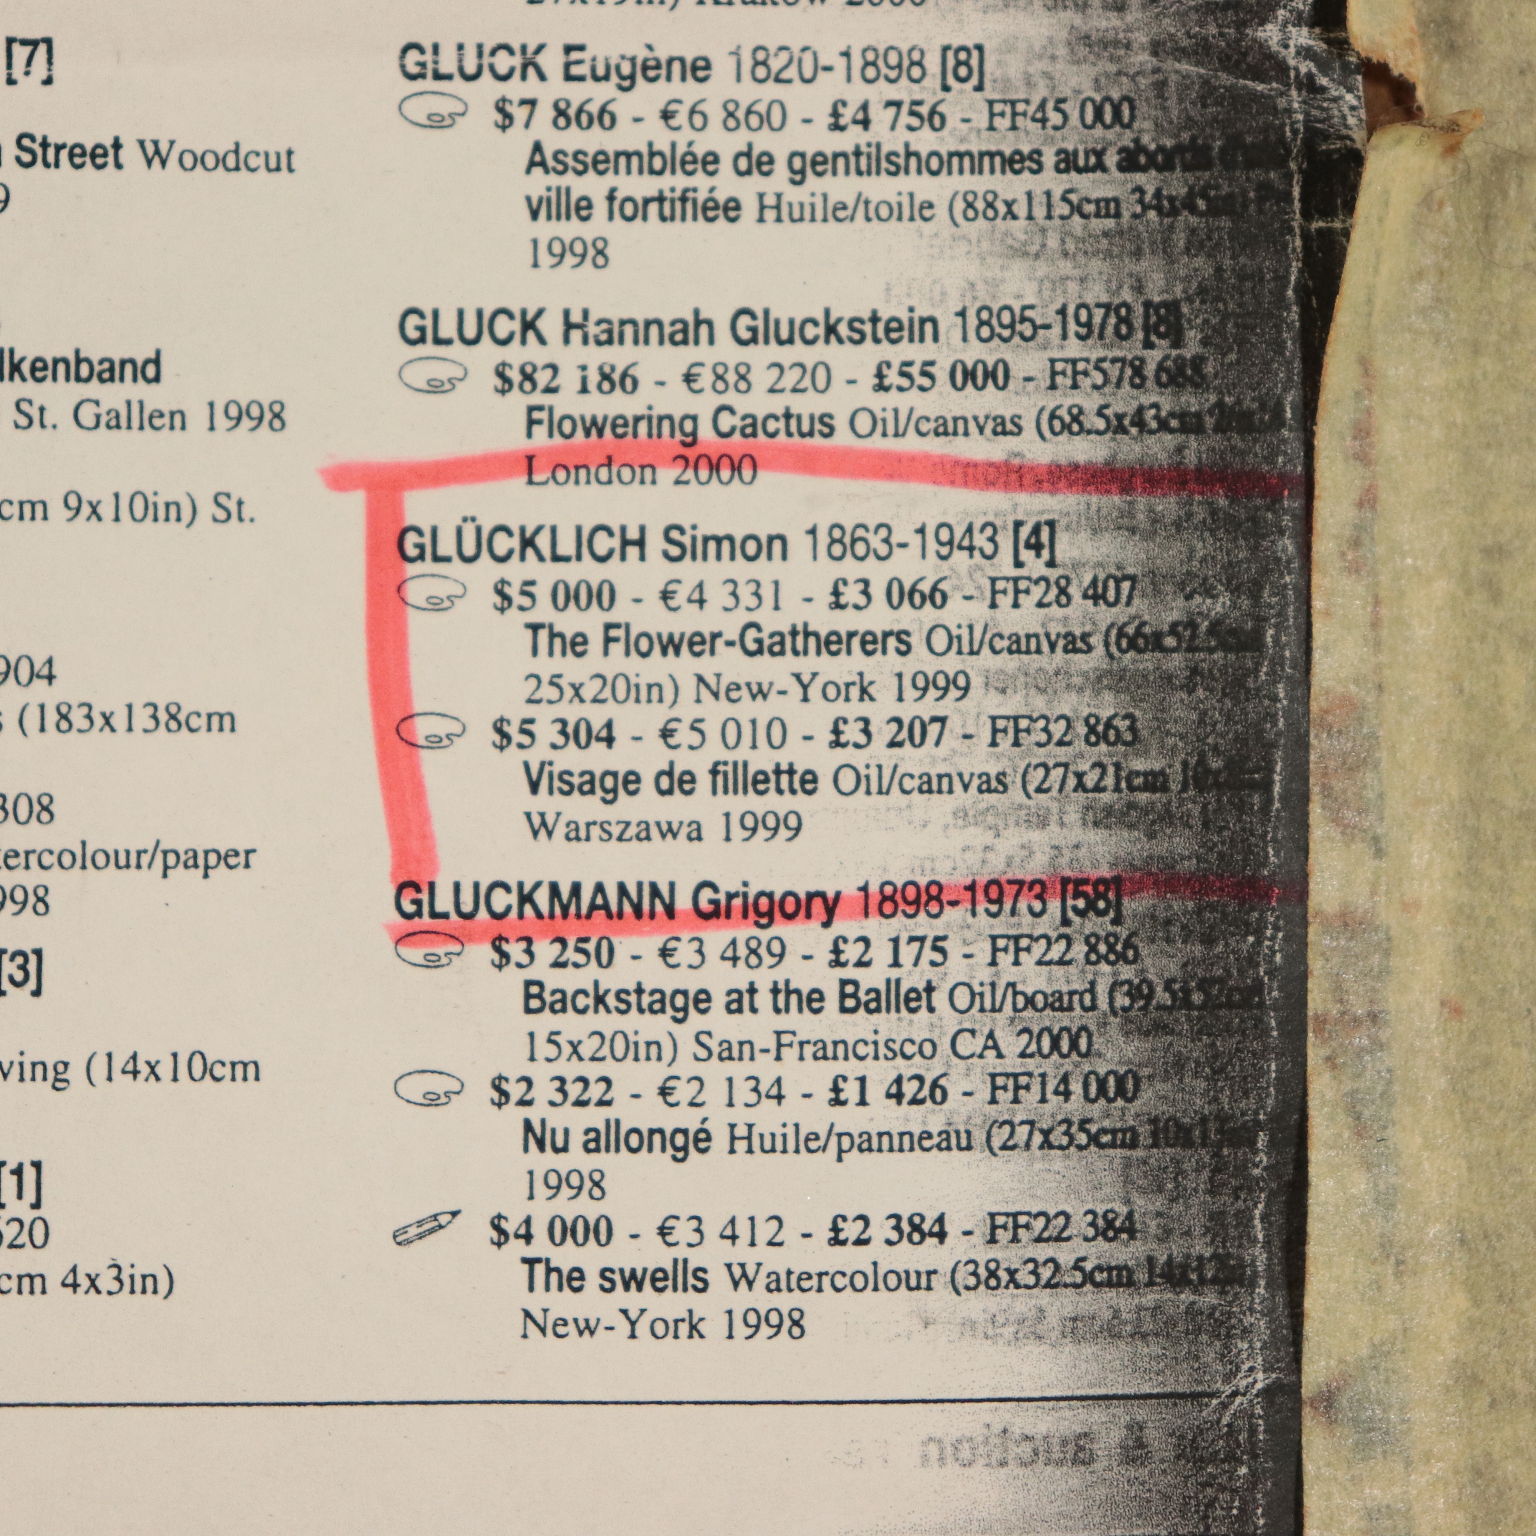 [7]
Street Woodcut
9
lkenband
St. Gallen 1998
cm 9x10in) St.
904
(183x138cm
308
tercolour/paper
998
[3]
ving (14x10cm
[1]
520
cm 4x3in)
GLUCK Eugène 1820-1898 [8]
$7 866 - €6 860 - £4 756 - FF45 000
Assemblée de gentilshommes aux abords
ville fortifiée Huile/toile (88x115cm 34x45in)
1998
GLUCK Hannah Gluckstein 1895-1978 [8]
$82 186 - €88 220 - £55 000 - FF578 688
Flowering Cactus Oil/canvas (68.5x43cm
London 2000
GLÜCKLICH Simon 1863-1943 [4]
$5 000 - €4 331 - £3 066 - FF28 407
The Flower-Gatherers Oil/canvas (66x52.5cm
25x20in) New-York 1999
$5 304 - €5 010 - £3 207 - FF32 863
Visage de fillette Oil/canvas (27x21cm
Warszawa 1999
GLUCKMANN Grigory 1898-1973 [58]
$3 250 - €3 489 - £2 175 - FF22 886
Backstage at the Ballet Oil/board (39.5x52cm
15x20in) San-Francisco CA 2000
$2 322 - €2 134 - £1 426 - FF14 000
Nu allongé Huile/panneau (27x35cm
1998
$4 000 - €3 412 - £2 384 - FF22 384
The swells Watercolour (38x32.5cm
New-York 1998